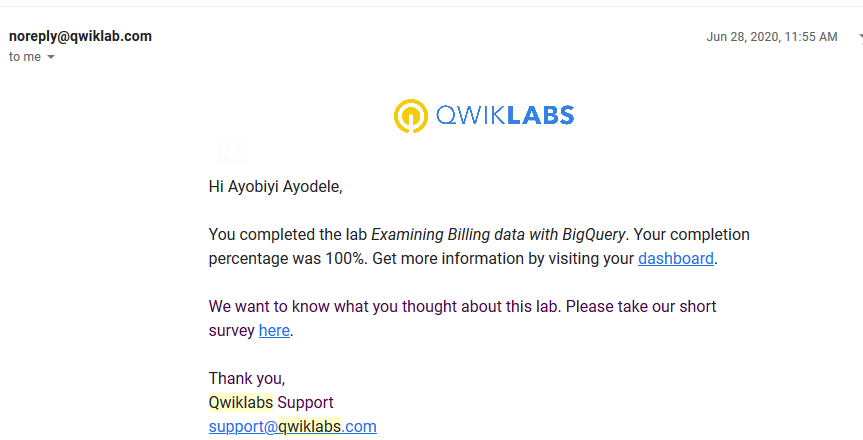 noreply@qwiklab.com
Jun 28, 2020, 11:55 AM
to me
QWIKLABS
Hi Ayobiyi Ayodele,
You completed the lab Examining Billing data with BigQuery. Your completion
percentage was 100%. Get more information by visiting your dashboard.
We want to know what you thought about this lab. Please take our short
survey here.
Thank you,
Qwiklabs Support
support@qwiklabs.com